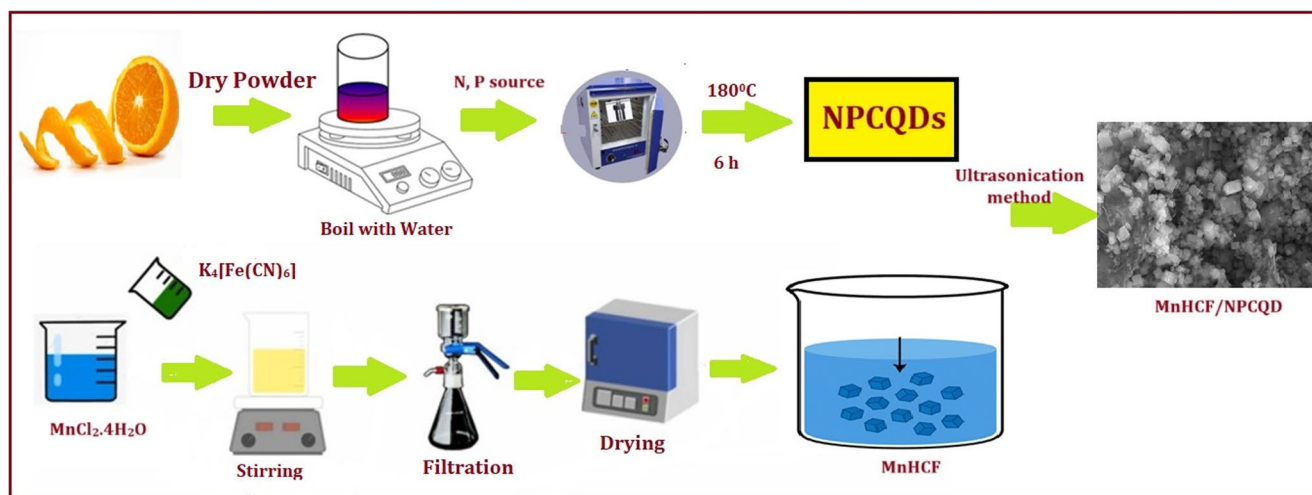 Dry Powder
Boil with Water
N, P source
180⁰C
6 h
NPCQDs
Ultrasonication
method
MnHCF/NPCQD
K₄[Fe(CN)₆]
MnCl₂.4H₂O
Stirring
Filtration
Drying
MnHCF